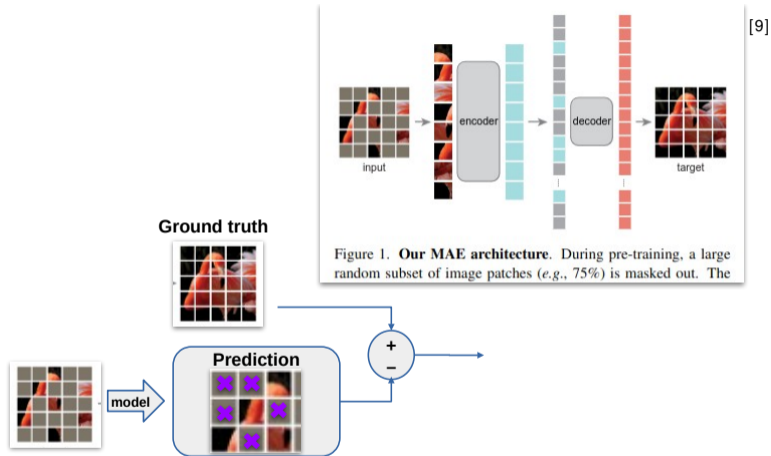 [9]
input
encoder
decoder
target
Figure 1. Our MAE architecture. During pre-training, a large
random subset of image patches (e.g., 75%) is masked out. The
Ground truth
Prediction
model
+
−